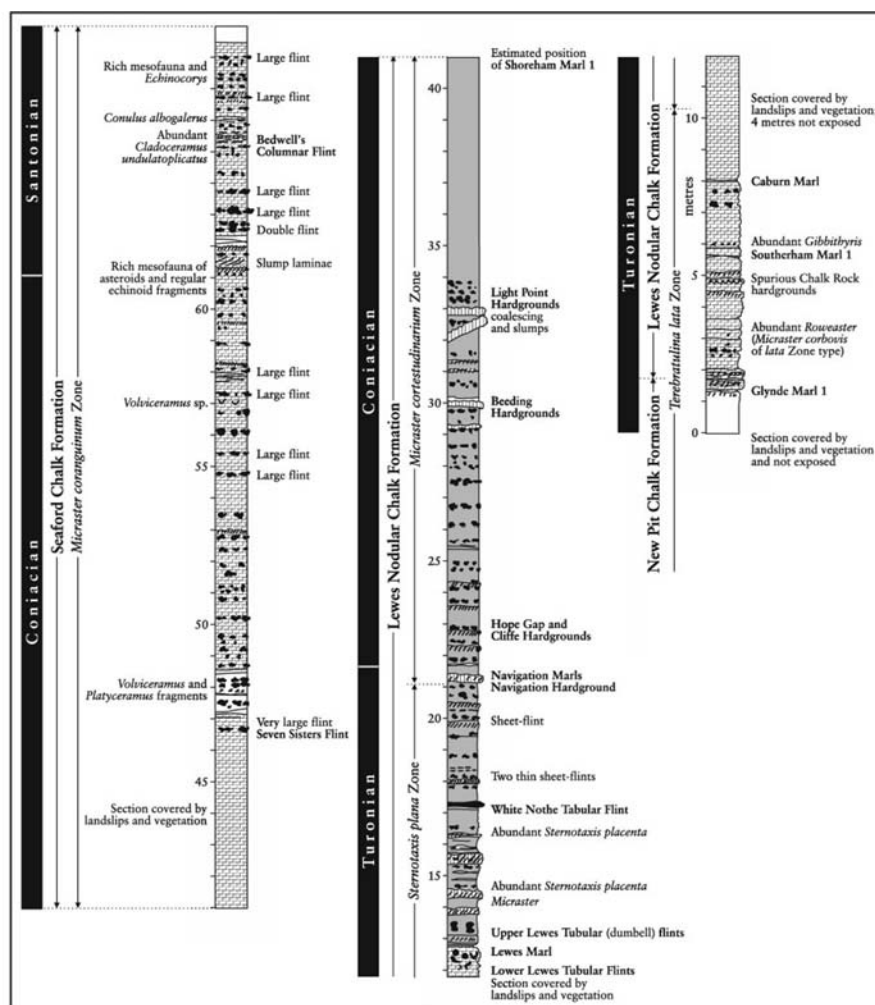 Santonian
Coniacian
Seaford Chalk Formation
Micraster coranguinum Zone
Rich mesofauna and
Echinocorys
Conulus albogalerus
Abundant
Cladoceramus
undulatoplicatus
Rich mesofauna of
asteroids and regular
echinoid fragments
60
Volviceramus sp.
55
50
Volviceramus and
Platyceramus fragments
45
Section covered by
landslips and vegetation
Large flint
Large flint
Bedwell's
Columnar Flint
Large flint
Large flint
Double flint
Slump laminae
Large flint
Large flint
Large flint
Large flint
Very large flint
Seven Sisters Flint
Coniacian
Turonian
Lewes Nodular Chalk Formation
Micraster cortestudinarium Zone
Sternotaxis plana Zone
40
35
30
25
20
15
Estimated position
of Shoreham Marl 1
Light Point
Hardgrounds
coalescing
and slumps
Beeding
Hardgrounds
Hope Gap and
Cliffe Hardgrounds
Navigation Marls
Navigation Hardground
Sheet-flint
Two thin sheet-flints
White Nothe Tabular Flint
Abundant Sternotaxis placenta
Abundant Sternotaxis placenta
Micraster
Upper Lewes Tubular (dumbell) flints
Lewes Marl
Lower Lewes Tubular Flints
Section covered by
landslips and vegetation
Turonian
Lewes Nodular Chalk Formation
New Pit Chalk Formation
Terebratulina lata Zone
metres
10
5
0
Section covered by
landslips and vegetation,
4 metres not exposed
Caburn Marl
Abundant Gibbithyris
Southerham Marl 1
Spurious Chalk Rock
hardgrounds
Abundant Roweaster
(Micraster corbovis
of lata Zone type)
Glynde Marl 1
Section covered by
landslips and vegetation
and not exposed